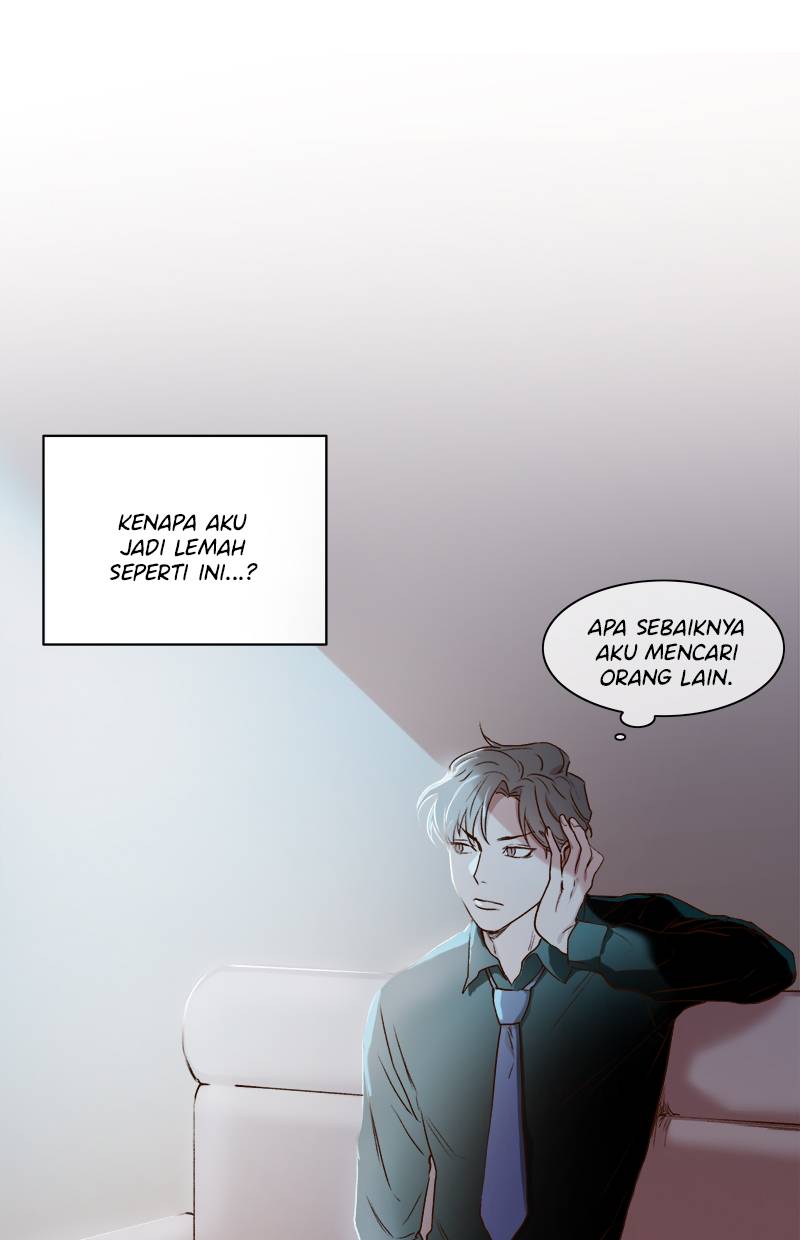 KENAPA AKU
JADI LEMAH
SEPERTI INI...?
APA SEBAIKNYA
AKU MENCARI
ORANG LAIN.